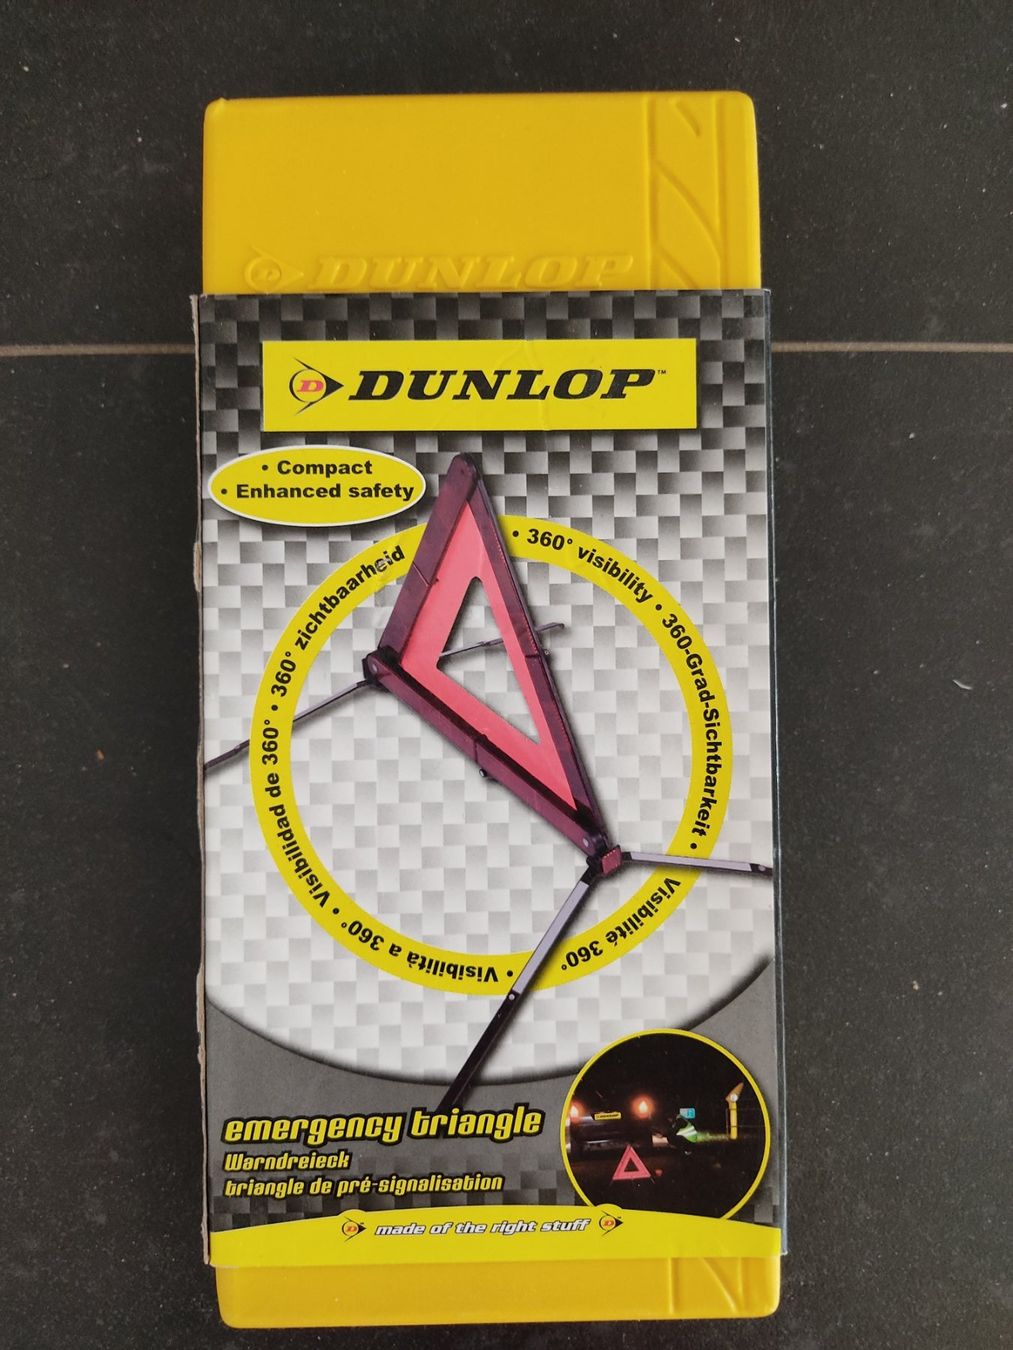 DUNLOP
D DUNLOP™
• Compact
• Enhanced safety
• 360° visibility • 360-Grad-Sichtbarkeit •
Visibilité 360°
• Visibilità a 360° • Visibilidad de 360° • 360° zichtbaarheid
emergency triangle
Warndreieck
triangle de pré-signalisation
D made of the right stuff D